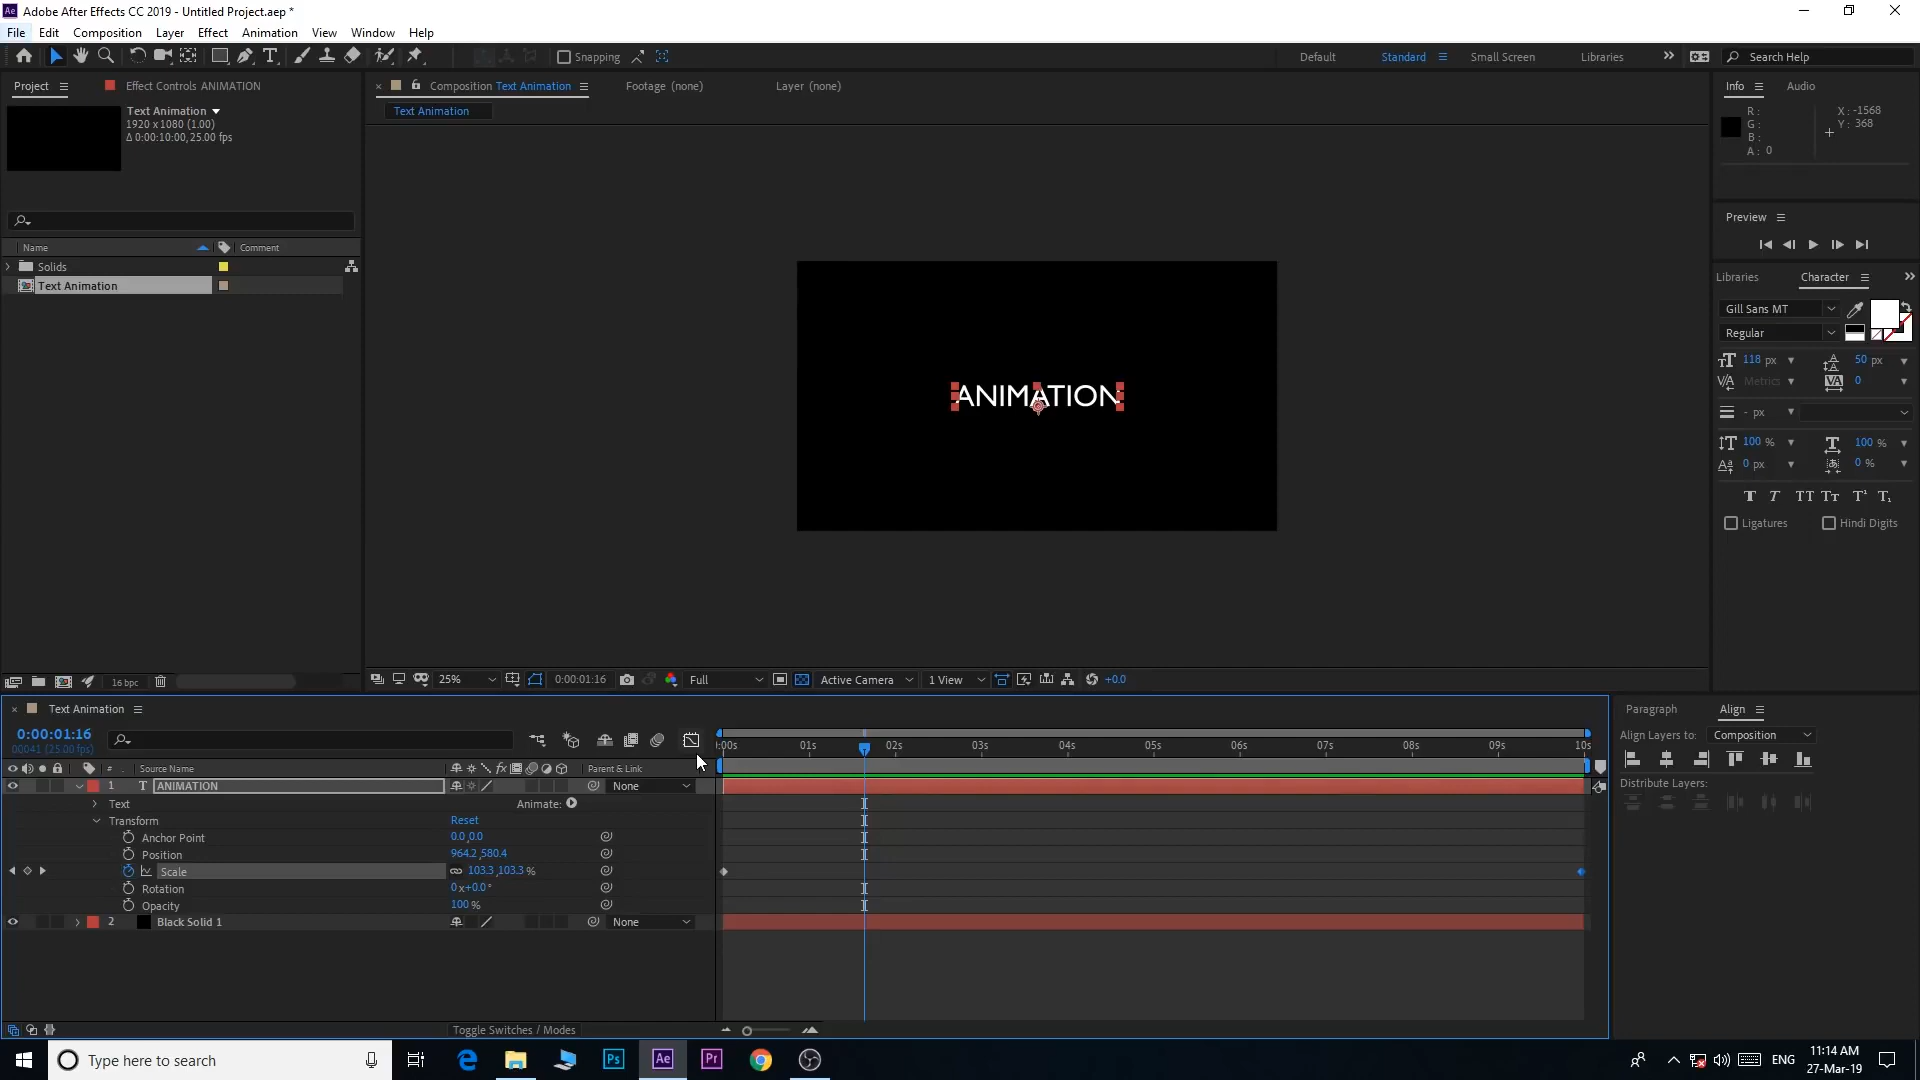 Adobe After Effects CC 2019 - Untitled Project.aep *
File Edit Composition Layer Effect Animation View Window Help
Snapping
Default Standard Small Screen Libraries Search Help
Project Effect Controls ANIMATION
Text Animation
1920 x 1080 (1.00)
Δ 0:00:10:00, 25.00 fps
Name Comment
Solids
Text Animation
16 bpc
Composition Text Animation Footage (none) Layer (none)
Text Animation
ANIMATION
25% 0:00:01:16 Full Active Camera 1 View +0.0
Info Audio
R : X : -1568
G : Y : 368
B :
A : 0
Preview
Libraries Character
Gill Sans MT
Regular
118 px 50 px
Metrics 0
- px
100 % 100 %
0 px 0 %
T T TT Tt T¹ T₁
Ligatures Hindi Digits
Text Animation
0:00:01:16
00041 (25.00 fps)
:00s 01s 02s 03s 04s 05s 06s 07s 08s 09s 10s
# Source Name fx Parent & Link
1 T ANIMATION None
Text Animate:
Transform Reset
Anchor Point 0.0,0.0
Position 964.2,580.4
Scale 103.3,103.3 %
Rotation 0x+0.0°
Opacity 100 %
2 Black Solid 1 None
Toggle Switches / Modes
Paragraph Align
Align Layers to: Composition
Distribute Layers:
Type here to search
Ps Ae Pr
ENG
11:14 AM
27-Mar-19